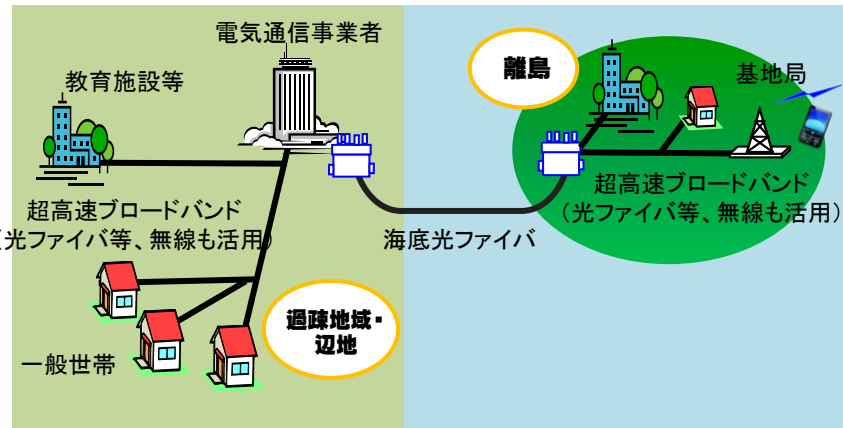 電気通信事業者
教育施設等
離島
基地局
超高速ブロードバンド
(光ファイバ等、無線も活用)
超高速ブロードバンド
(光ファイバ等、無線も活用)
海底光ファイバ
過疎地域・
辺地
一般世帯